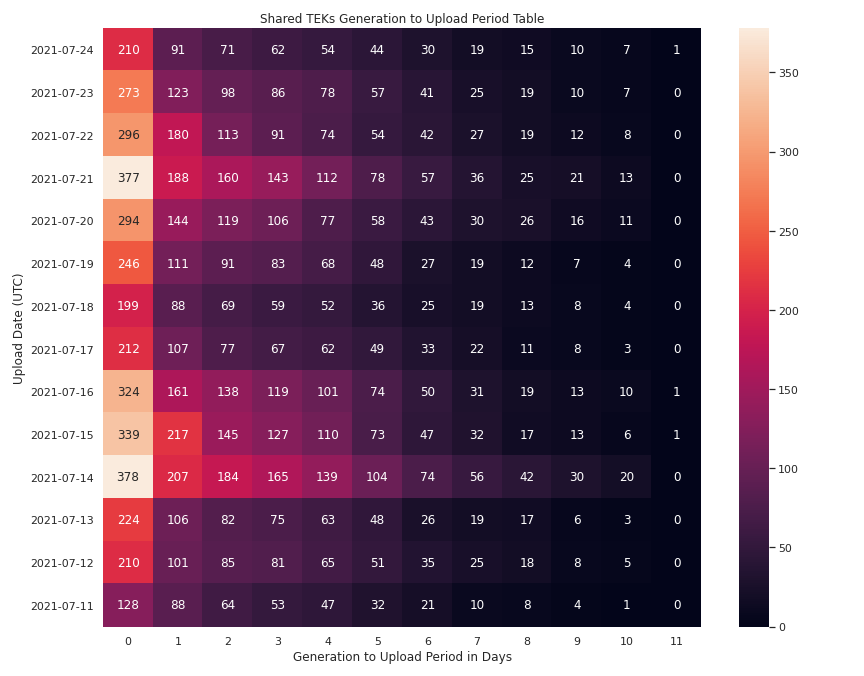 Shared TEKs Generation to Upload Period Table
Upload Date (UTC)
2021-07-24 210 91 71 62 54 44 30 19 15 10 7 1
2021-07-23 273 123 98 86 78 57 41 25 19 10 7 0
2021-07-22 296 180 113 91 74 54 42 27 19 12 8 0
2021-07-21 377 188 160 143 112 78 57 36 25 21 13 0
2021-07-20 294 144 119 106 77 58 43 30 26 16 11 0
2021-07-19 246 111 91 83 68 48 27 19 12 7 4 0
2021-07-18 199 88 69 59 52 36 25 19 13 8 4 0
2021-07-17 212 107 77 67 62 49 33 22 11 8 3 0
2021-07-16 324 161 138 119 101 74 50 31 19 13 10 1
2021-07-15 339 217 145 127 110 73 47 32 17 13 6 1
2021-07-14 378 207 184 165 139 104 74 56 42 30 20 0
2021-07-13 224 106 82 75 63 48 26 19 17 6 3 0
2021-07-12 210 101 85 81 65 51 35 25 18 8 5 0
2021-07-11 128 88 64 53 47 32 21 10 8 4 1 0
0 1 2 3 4 5 6 7 8 9 10 11
Generation to Upload Period in Days
350
300
250
200
150
100
50
0